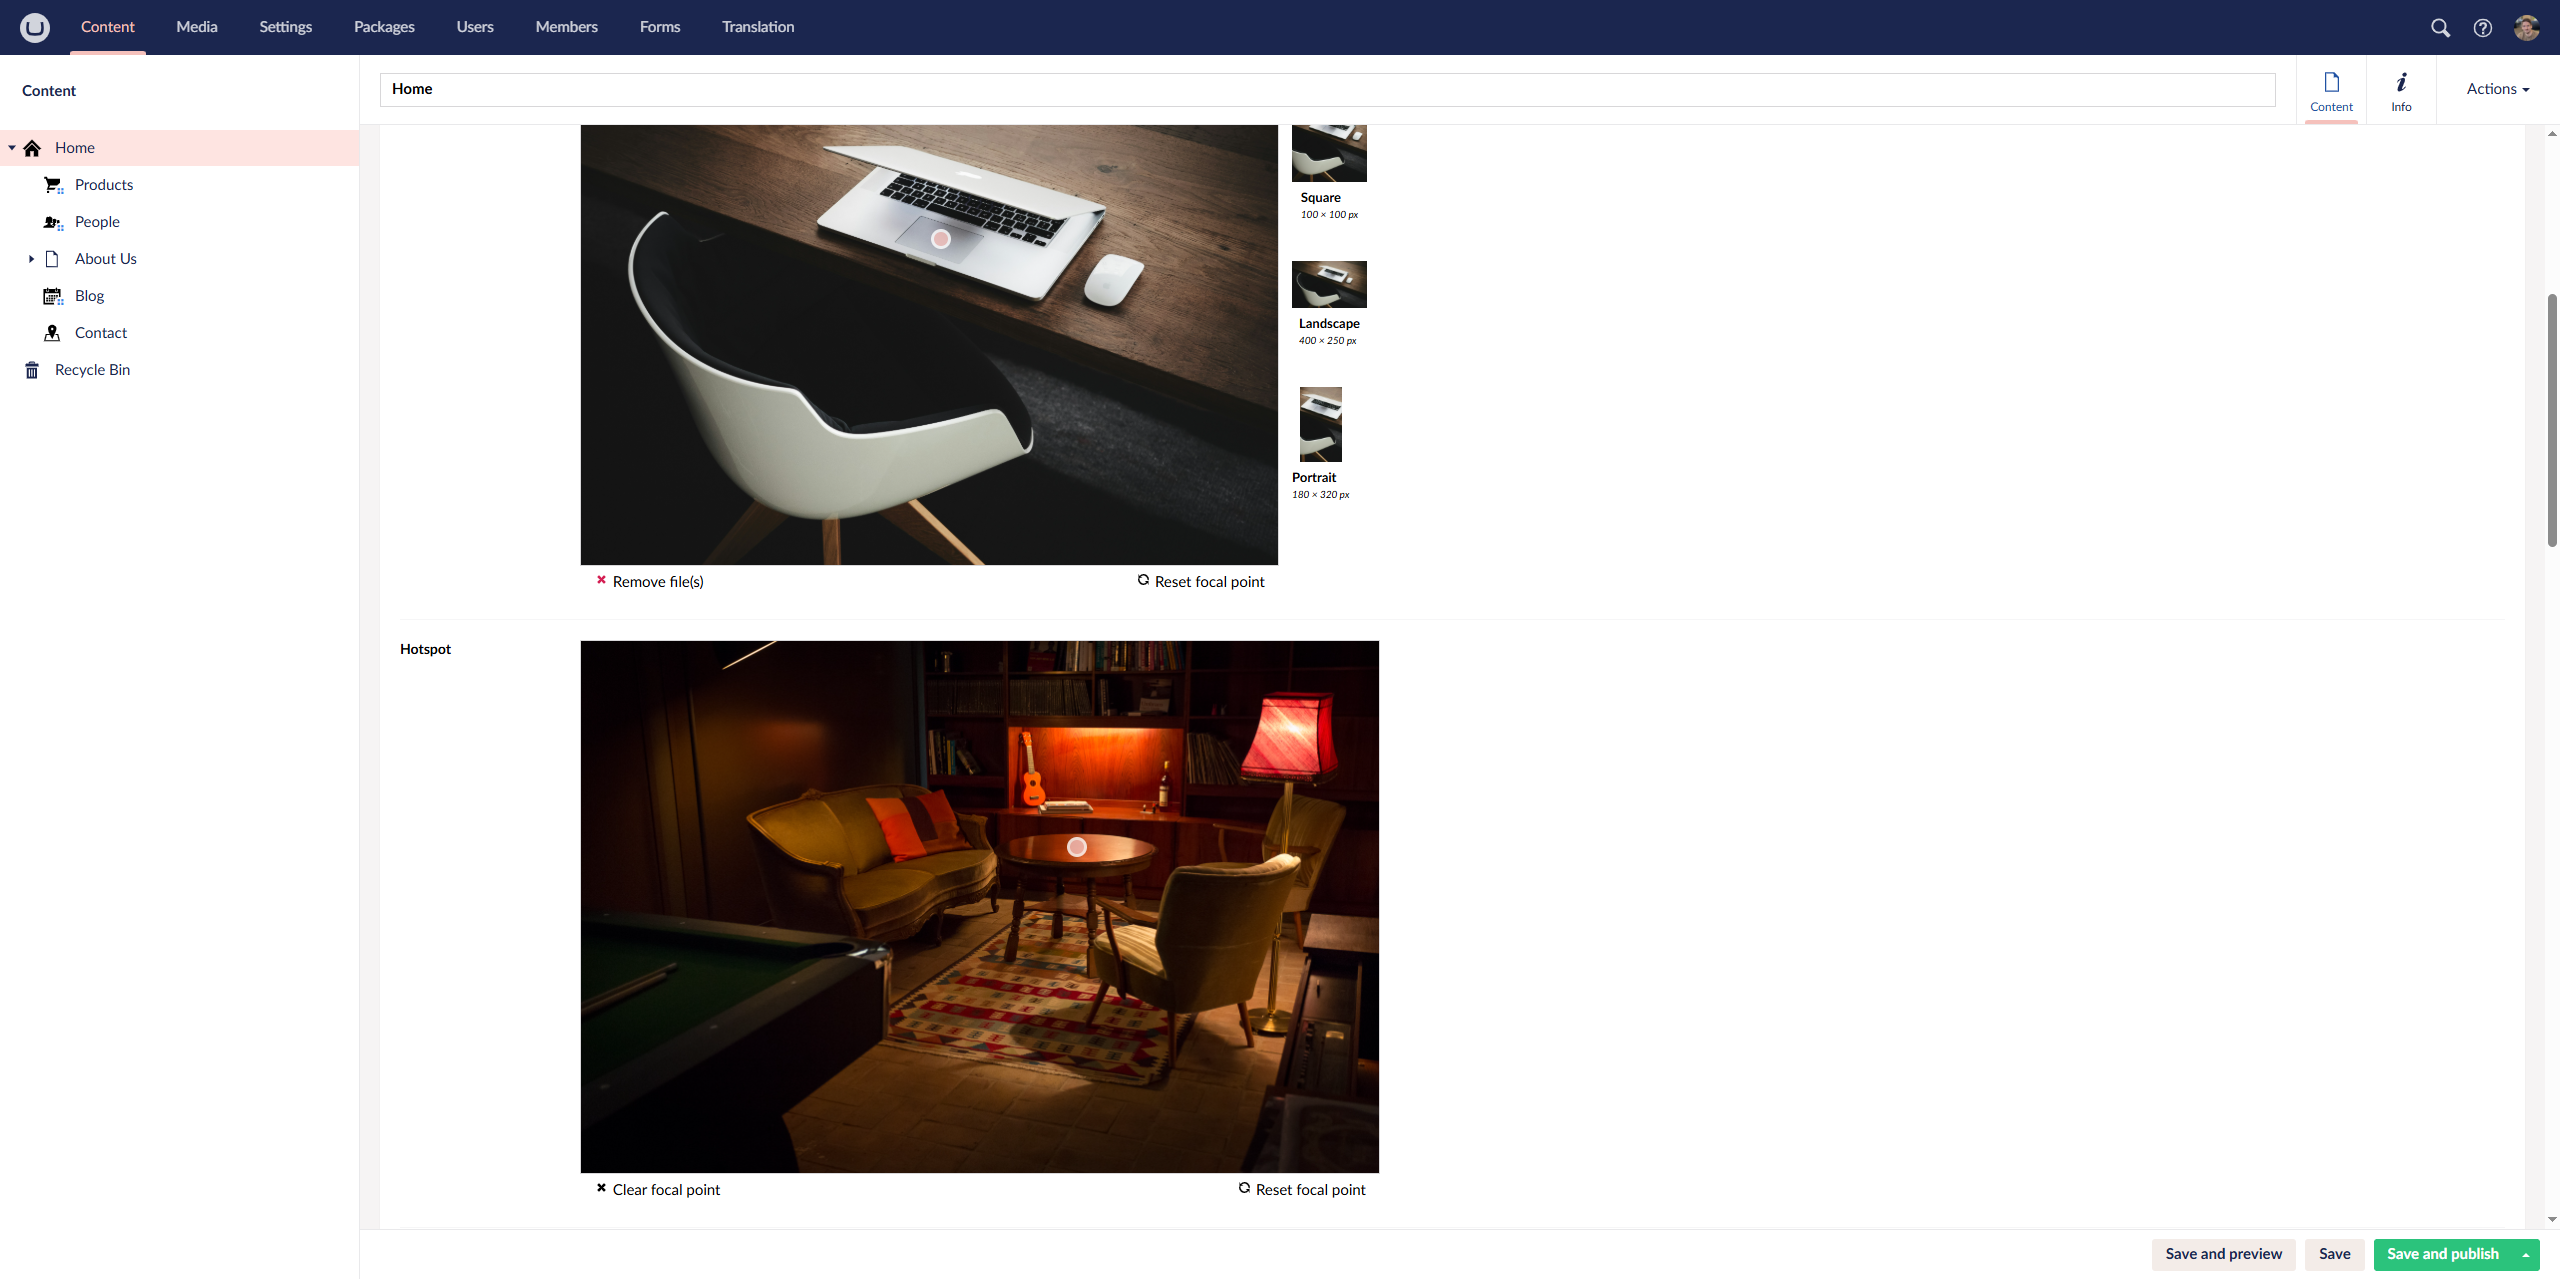 Content Media Settings Packages Users Members Forms Translation
Content
Home
Content Info Actions
Home
Products
People
About Us
Blog
Contact
Recycle Bin
Square
100 × 100 px
Landscape
400 × 250 px
Portrait
180 × 320 px
Remove file(s) Reset focal point
Hotspot
Clear focal point Reset focal point
Save and preview Save Save and publish